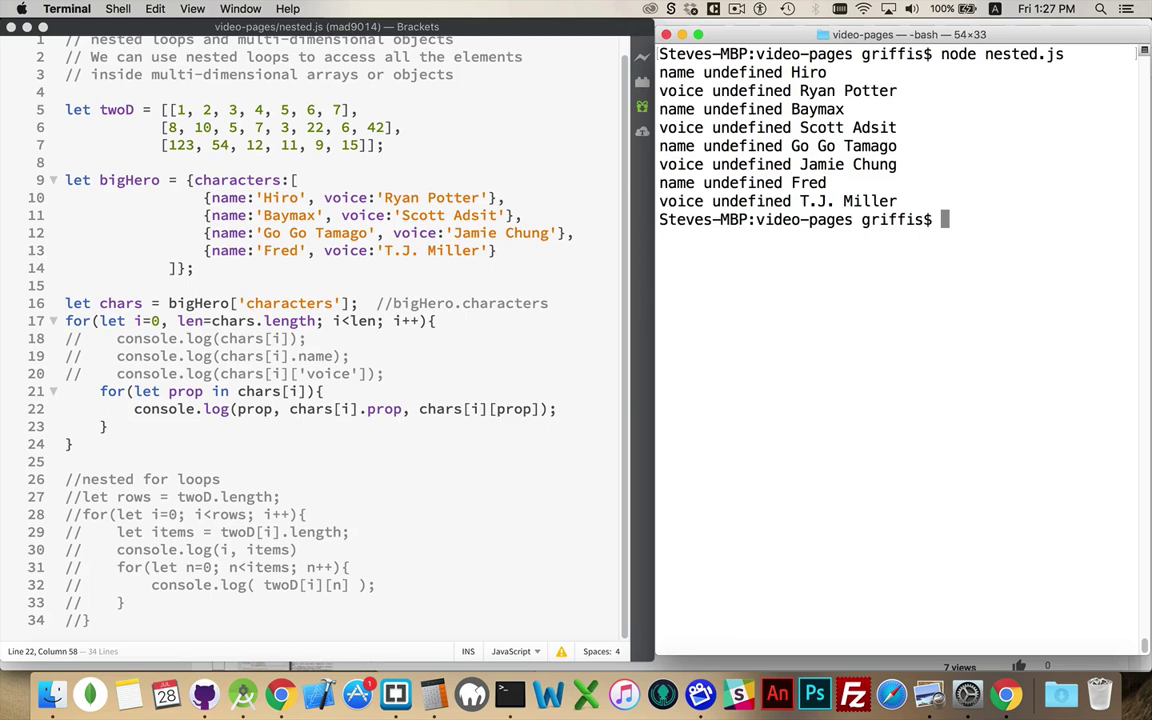 Terminal Shell Edit View Window Help 100% A Fri 1:27 PM
video-pages/nested.js (mad9014) — Brackets
1 // nested loops and multi-dimensional objects
2 // We can use nested loops to access all the elements
3 // inside multi-dimensional arrays or objects
4
5 let twoD = [[1, 2, 3, 4, 5, 6, 7],
6 [8, 10, 5, 7, 3, 22, 6, 42],
7 [123, 54, 12, 11, 9, 15]];
8
9 let bigHero = {characters:[
10 {name:'Hiro', voice:'Ryan Potter'},
11 {name:'Baymax', voice:'Scott Adsit'},
12 {name:'Go Go Tamago', voice:'Jamie Chung'},
13 {name:'Fred', voice:'T.J. Miller'}
14 ]};
15
16 let chars = bigHero['characters']; //bigHero.characters
17 for(let i=0, len=chars.length; i<len; i++){
18 // console.log(chars[i]);
19 // console.log(chars[i].name);
20 // console.log(chars[i]['voice']);
21 for(let prop in chars[i]){
22 console.log(prop, chars[i].prop, chars[i][prop]);
23 }
24 }
25
26 //nested for loops
27 //let rows = twoD.length;
28 //for(let i=0; i<rows; i++){
29 // let items = twoD[i].length;
30 // console.log(i, items)
31 // for(let n=0; n<items; n++){
32 // console.log( twoD[i][n] );
33 // }
34 //}
Line 22, Column 58 — 34 Lines INS JavaScript Spaces: 4
video-pages — -bash — 54×33
Steves-MBP:video-pages griffis$ node nested.js
name undefined Hiro
voice undefined Ryan Potter
name undefined Baymax
voice undefined Scott Adsit
name undefined Go Go Tamago
voice undefined Jamie Chung
name undefined Fred
voice undefined T.J. Miller
Steves-MBP:video-pages griffis$
7 views 0
JUL
28
1
W
X
S
An
Ps
Fz